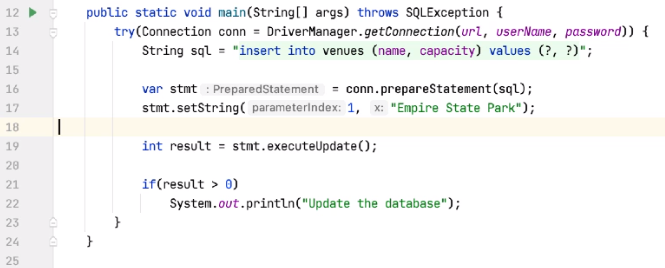 12 public static void main(String[] args) throws SQLException {
13 try(Connection conn = DriverManager.getConnection(url, userName, password)) {
14 String sql = "insert into venues (name, capacity) values (?, ?)";
15
16 var stmt : PreparedStatement = conn.prepareStatement(sql);
17 stmt.setString( parameterIndex: 1, x: "Empire State Park");
18
19 int result = stmt.executeUpdate();
20
21 if(result > 0)
22 System.out.println("Update the database");
23 }
24 }
25